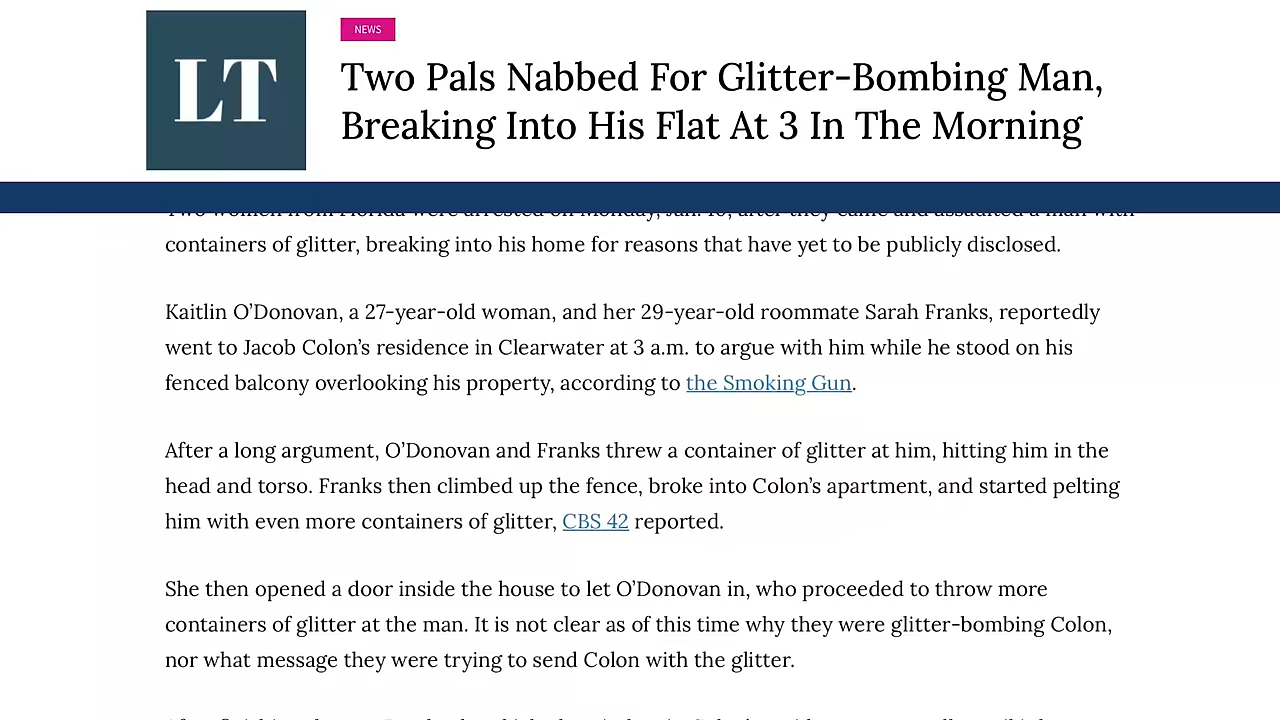 LT
NEWS
Two Pals Nabbed For Glitter-Bombing Man,
Breaking Into His Flat At 3 In The Morning
Two women from Florida were arrested on Monday, Jan. 10, after they came and assaulted a man with
containers of glitter, breaking into his home for reasons that have yet to be publicly disclosed.
Kaitlin O’Donovan, a 27-year-old woman, and her 29-year-old roommate Sarah Franks, reportedly
went to Jacob Colon’s residence in Clearwater at 3 a.m. to argue with him while he stood on his
fenced balcony overlooking his property, according to the Smoking Gun.
After a long argument, O’Donovan and Franks threw a container of glitter at him, hitting him in the
head and torso. Franks then climbed up the fence, broke into Colon’s apartment, and started pelting
him with even more containers of glitter, CBS 42 reported.
She then opened a door inside the house to let O’Donovan in, who proceeded to throw more
containers of glitter at the man. It is not clear as of this time why they were glitter-bombing Colon,
nor what message they were trying to send Colon with the glitter.